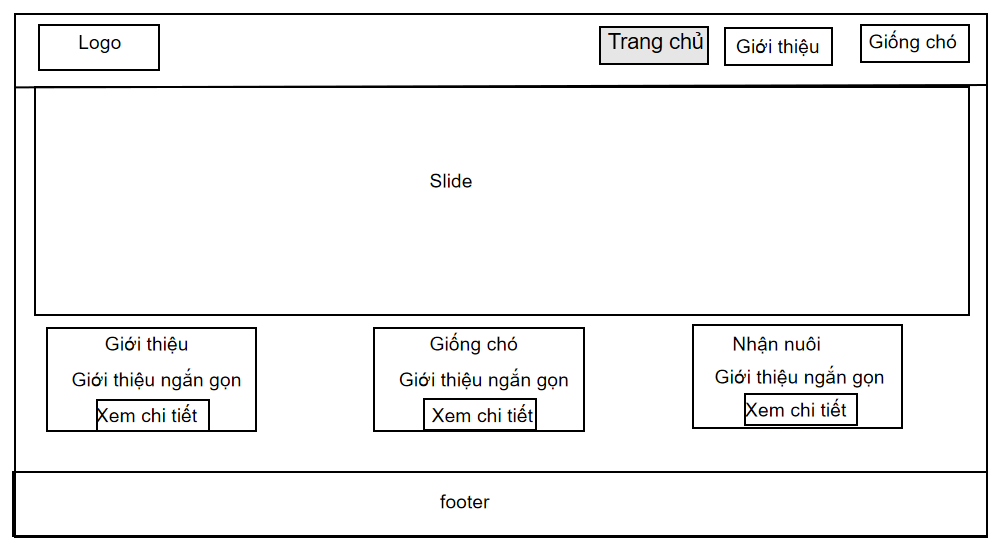 Logo
Trang chủ
Giới thiệu
Giống chó
Slide
Giới thiệu
Giới thiệu ngắn gọn
Xem chi tiết
Giống chó
Giới thiệu ngắn gọn
Xem chi tiết
Nhận nuôi
Giới thiệu ngắn gọn
Xem chi tiết
footer